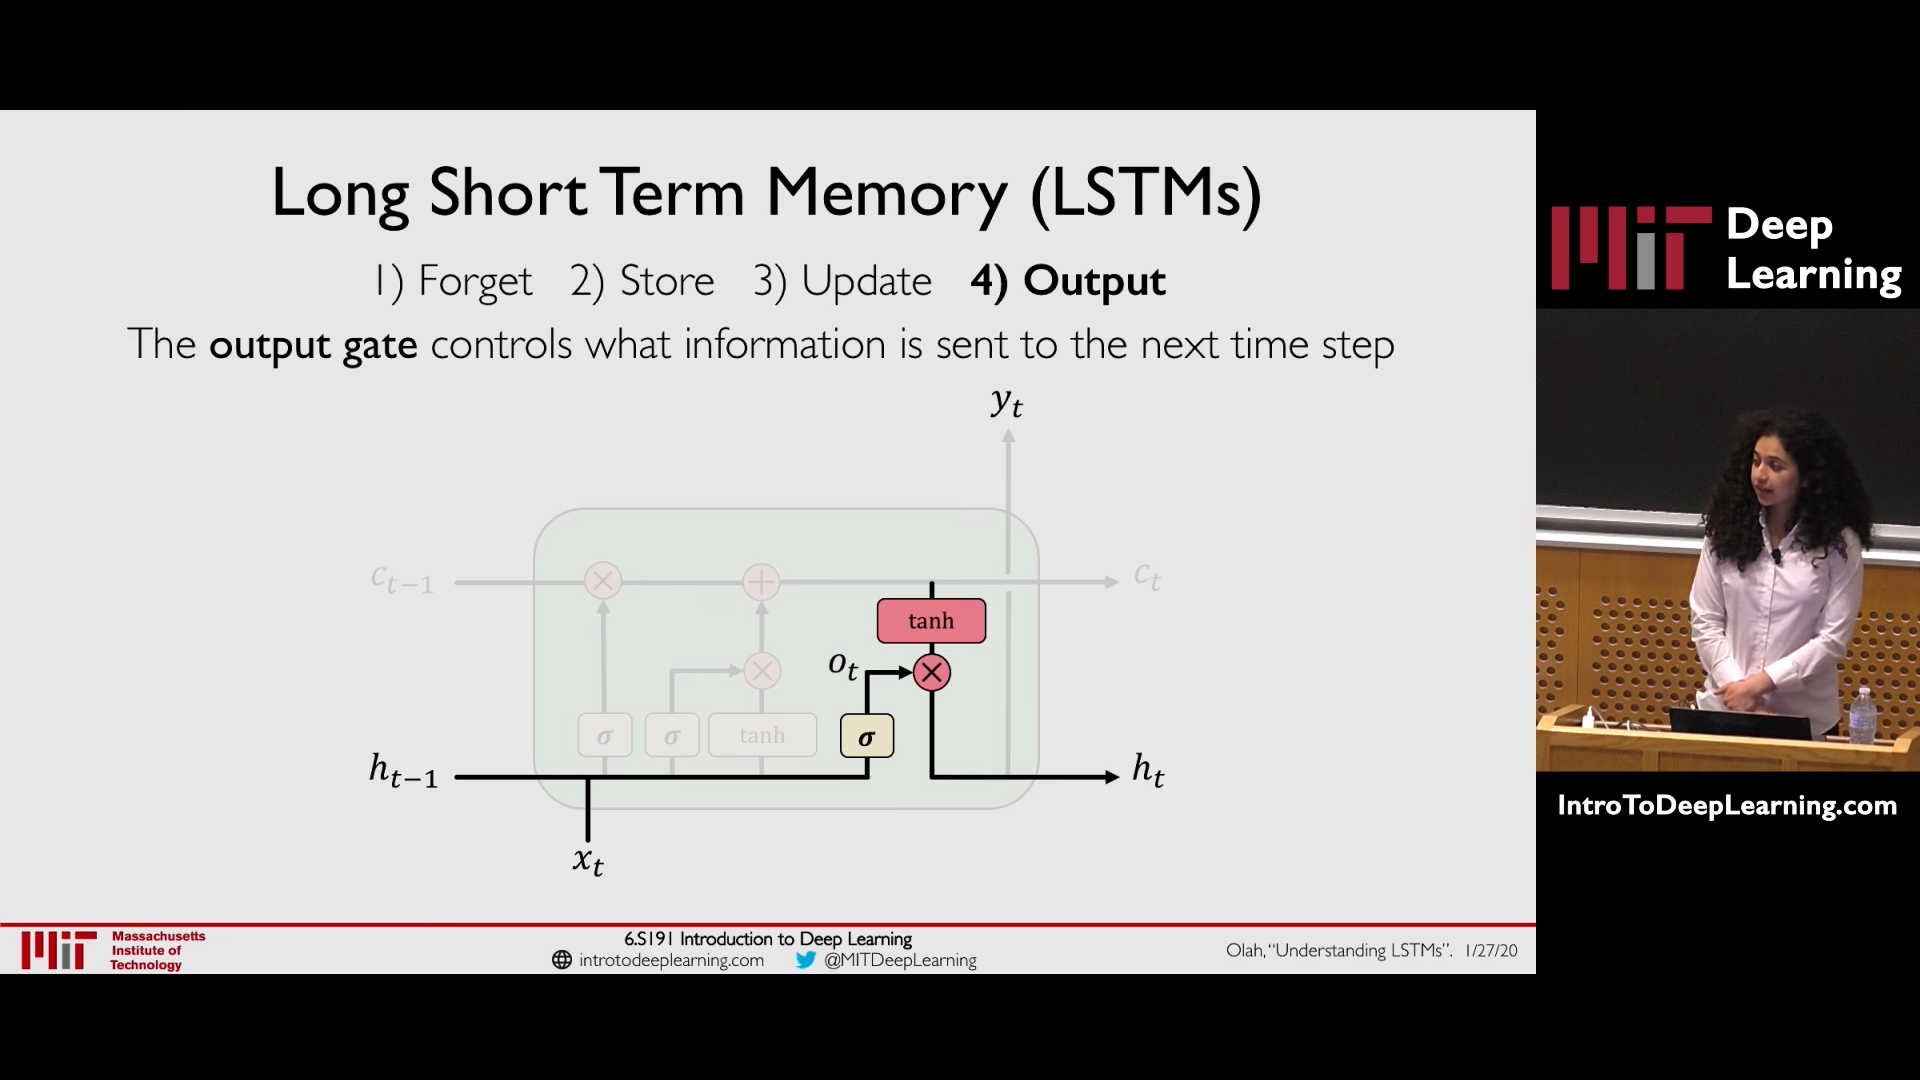 Long Short Term Memory (LSTMs)
1) Forget 2) Store 3) Update 4) Output
The output gate controls what information is sent to the next time step
y_t
c_{t−1}
c_t
tanh
o_t
σ σ tanh σ
h_{t−1}
h_t
x_t
MIT Massachusetts Institute of Technology
6.S191 Introduction to Deep Learning
introtodeeplearning.com @MITDeepLearning
Olah, “Understanding LSTMs”. 1/27/20
MIT Deep Learning
IntroToDeepLearning.com